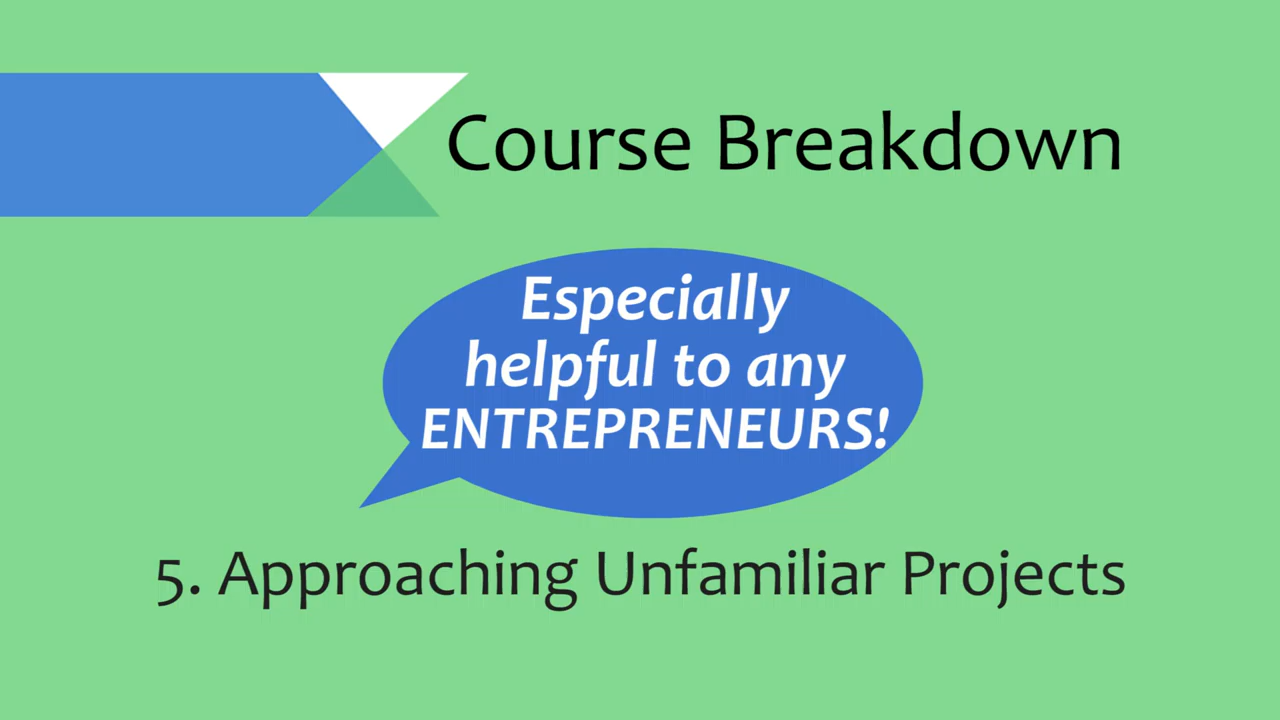 Course Breakdown
Especially
helpful to any
ENTREPRENEURS!
5. Approaching Unfamiliar Projects